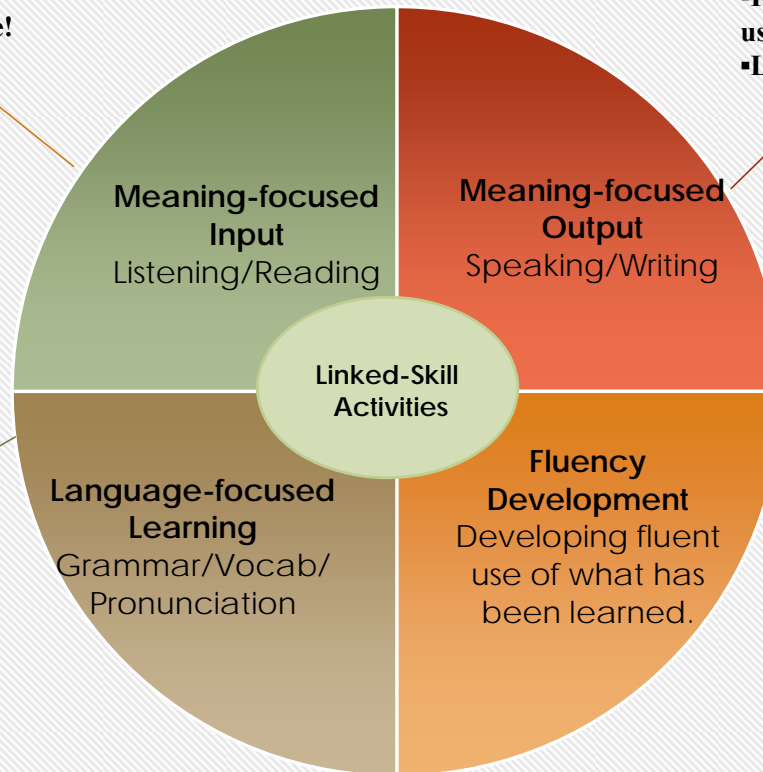 Meaning-focused
Input
Listening/Reading
Meaning-focused
Output
Speaking/Writing
Linked-Skill
Activities
Language-focused
Learning
Grammar/Vocab/
Pronunciation
Fluency
Development
Developing fluent
use of what has
been learned.